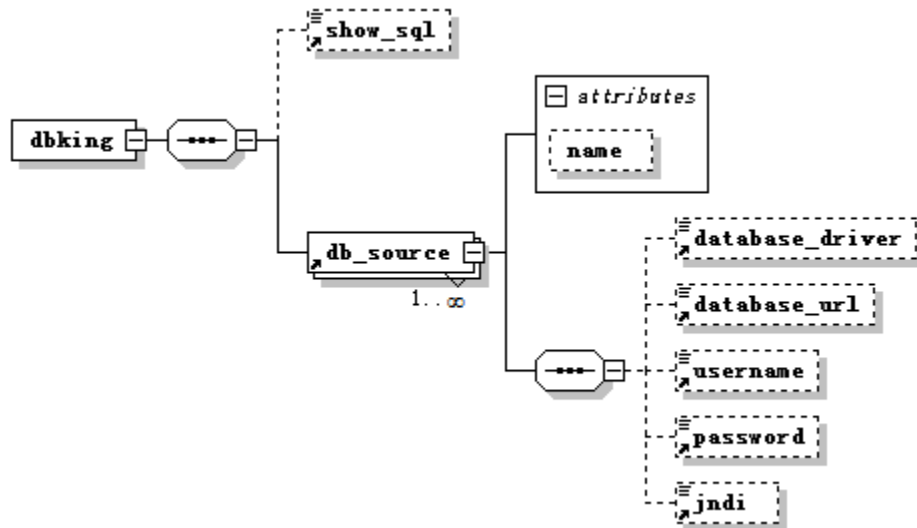 show_sql
attributes
dbking
name
db_source
1..∞
database_driver
database_url
username
password
jndi